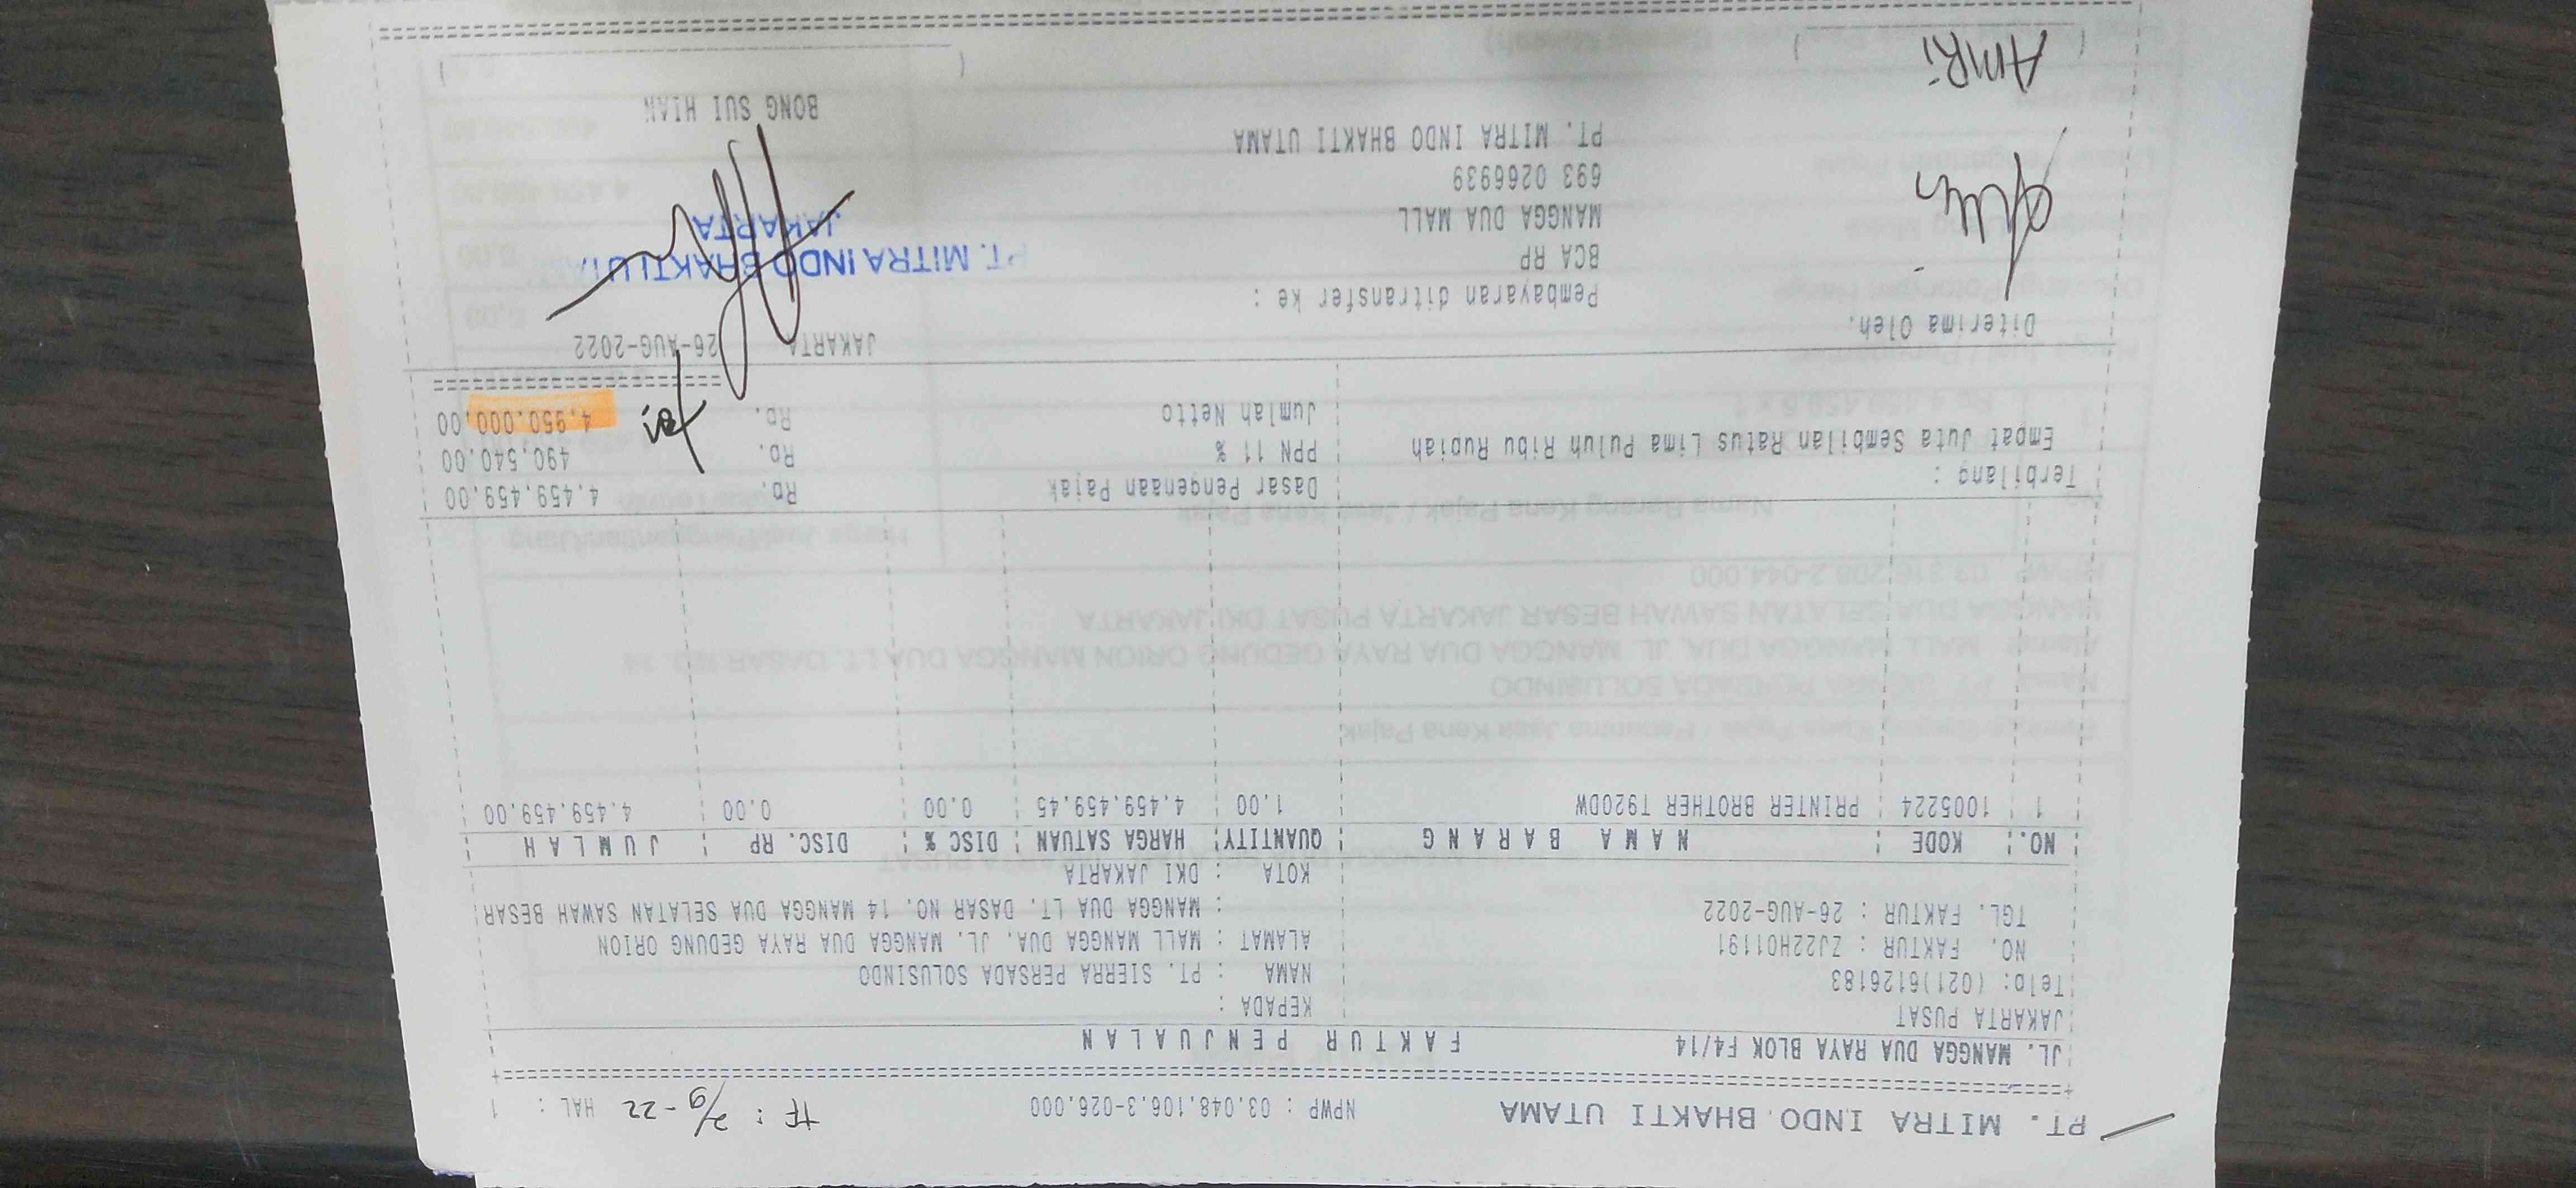 PT. MITRA INDO BHAKTI UTAMA NPWP : 03.048.106.3-026.000 TF : 2/9-22 HAL : 1
JL. MANGGA DUA RAYA BLOK F4/14 FAKTUR PENJUALAN
JAKARTA PUSAT
Telp: (021)6126183
NO. FAKTUR : ZJ22H01191
TGL. FAKTUR : 26-AUG-2022
KEPADA :
NAMA : PT. SIERRA PERSADA SOLUSINDO
ALAMAT : MALL MANGGA DUA. JL. MANGGA DUA RAYA GEDUNG ORION
: MANGGA DUA LT. DASAR NO. 14 MANGGA DUA SELATAN SAWAH BESAR
KOTA : DKI JAKARTA
NO. KODE NAMA BARANG QUANTITY HARGA SATUAN DISC % DISC. RP JUMLAH
1 1005224 PRINTER BROTHER T920DW 1.00 4.459.459.45 0.00 0.00 4.459.459.00
Terbilang :
Empat Juta Sembilan Ratus Lima Puluh Ribu Rupiah
Dasar Pengenaan Pajak Rp. 4.459.459.00
PPN 11 % Rp. 490.540.00
Jumlah Netto Rp. 4.950.000.00
JAKARTA 26-AUG-2022
Diterima Oleh.
AMRi
Pembayaran ditransfer ke :
BCA RP
MANGGA DUA MALL
693 0266939
PT. MITRA INDO BHAKTI UTAMA
PT. MITRA INDO BHAKTI
JAKARTA
BONG SUI HIAN